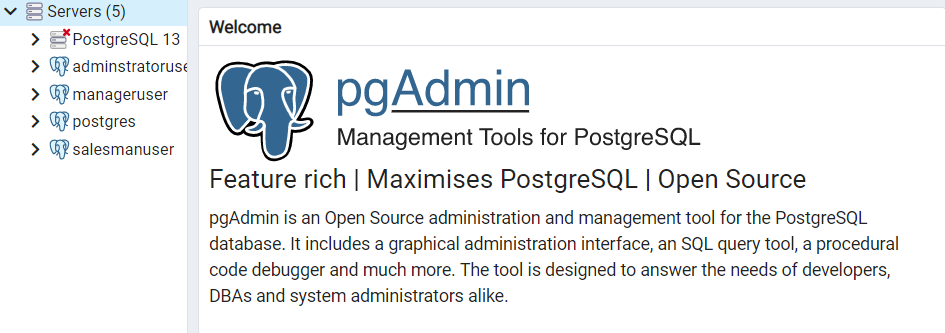 Servers (5)
PostgreSQL 13
adminstratoruse
manageruser
postgres
salesmanuser
Welcome
pgAdmin
Management Tools for PostgreSQL
Feature rich | Maximises PostgreSQL | Open Source
pgAdmin is an Open Source administration and management tool for the PostgreSQL
database. It includes a graphical administration interface, an SQL query tool, a procedural
code debugger and much more. The tool is designed to answer the needs of developers,
DBAs and system administrators alike.